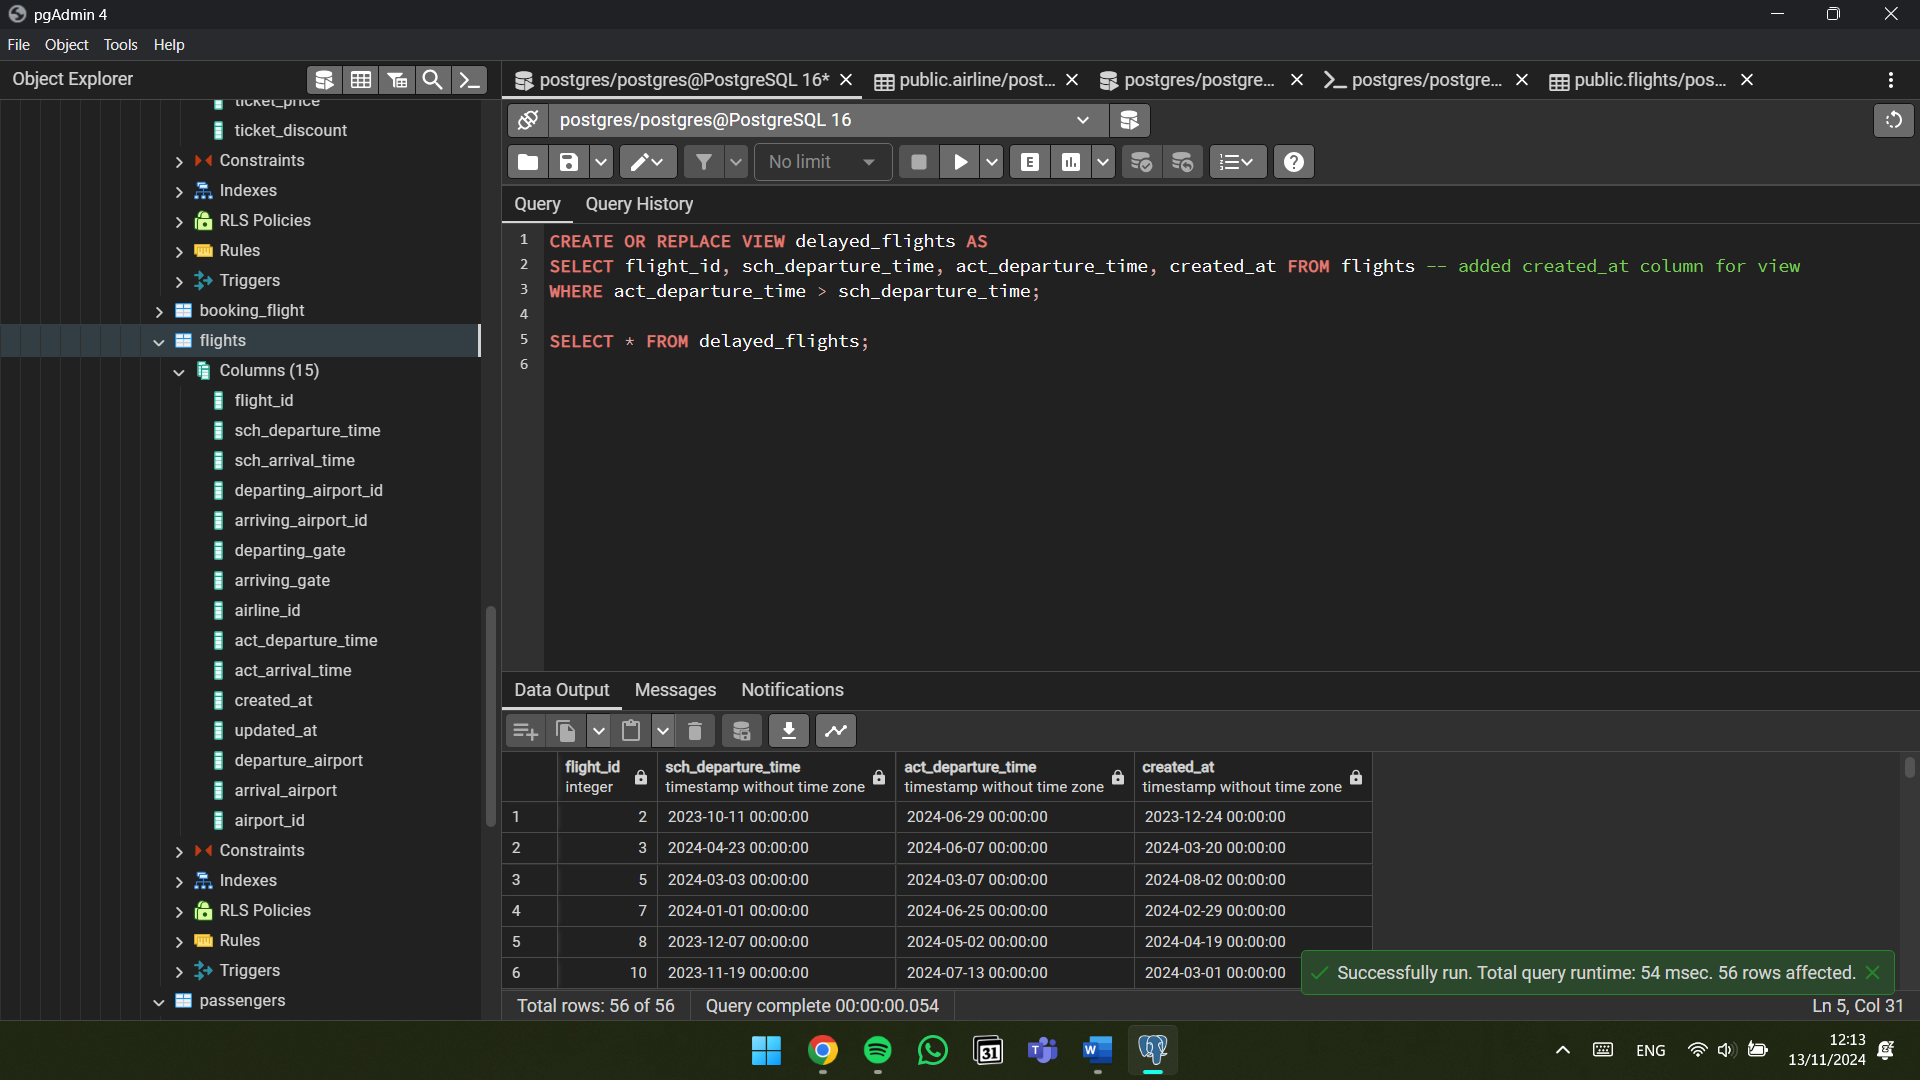 pgAdmin 4
File Object Tools Help
Object Explorer
postgres/postgres@PostgreSQL 16*
public.airline/post...
postgres/postgre...
postgres/postgre...
public.flights/pos...
ticket_price
ticket_discount
Constraints
Indexes
RLS Policies
Rules
Triggers
booking_flight
flights
Columns (15)
flight_id
sch_departure_time
sch_arrival_time
departing_airport_id
arriving_airport_id
departing_gate
arriving_gate
airline_id
act_departure_time
act_arrival_time
created_at
updated_at
departure_airport
arrival_airport
airport_id
Constraints
Indexes
RLS Policies
Rules
Triggers
passengers
postgres/postgres@PostgreSQL 16
No limit
E
Query Query History
1 CREATE OR REPLACE VIEW delayed_flights AS
2 SELECT flight_id, sch_departure_time, act_departure_time, created_at FROM flights -- added created_at column for view
3 WHERE act_departure_time > sch_departure_time;
4
5 SELECT * FROM delayed_flights;
6
Data Output Messages Notifications
flight_id sch_departure_time act_departure_time created_at
integer timestamp without time zone timestamp without time zone timestamp without time zone
1 2 2023-10-11 00:00:00 2024-06-29 00:00:00 2023-12-24 00:00:00
2 3 2024-04-23 00:00:00 2024-06-07 00:00:00 2024-03-20 00:00:00
3 5 2024-03-03 00:00:00 2024-03-07 00:00:00 2024-08-02 00:00:00
4 7 2024-01-01 00:00:00 2024-06-25 00:00:00 2024-02-29 00:00:00
5 8 2023-12-07 00:00:00 2024-05-02 00:00:00 2024-04-19 00:00:00
6 10 2023-11-19 00:00:00 2024-07-13 00:00:00 2024-03-01 00:00:00
Successfully run. Total query runtime: 54 msec. 56 rows affected.
Total rows: 56 of 56 Query complete 00:00:00.054 Ln 5, Col 31
31
T
W
ENG
12:13
13/11/2024